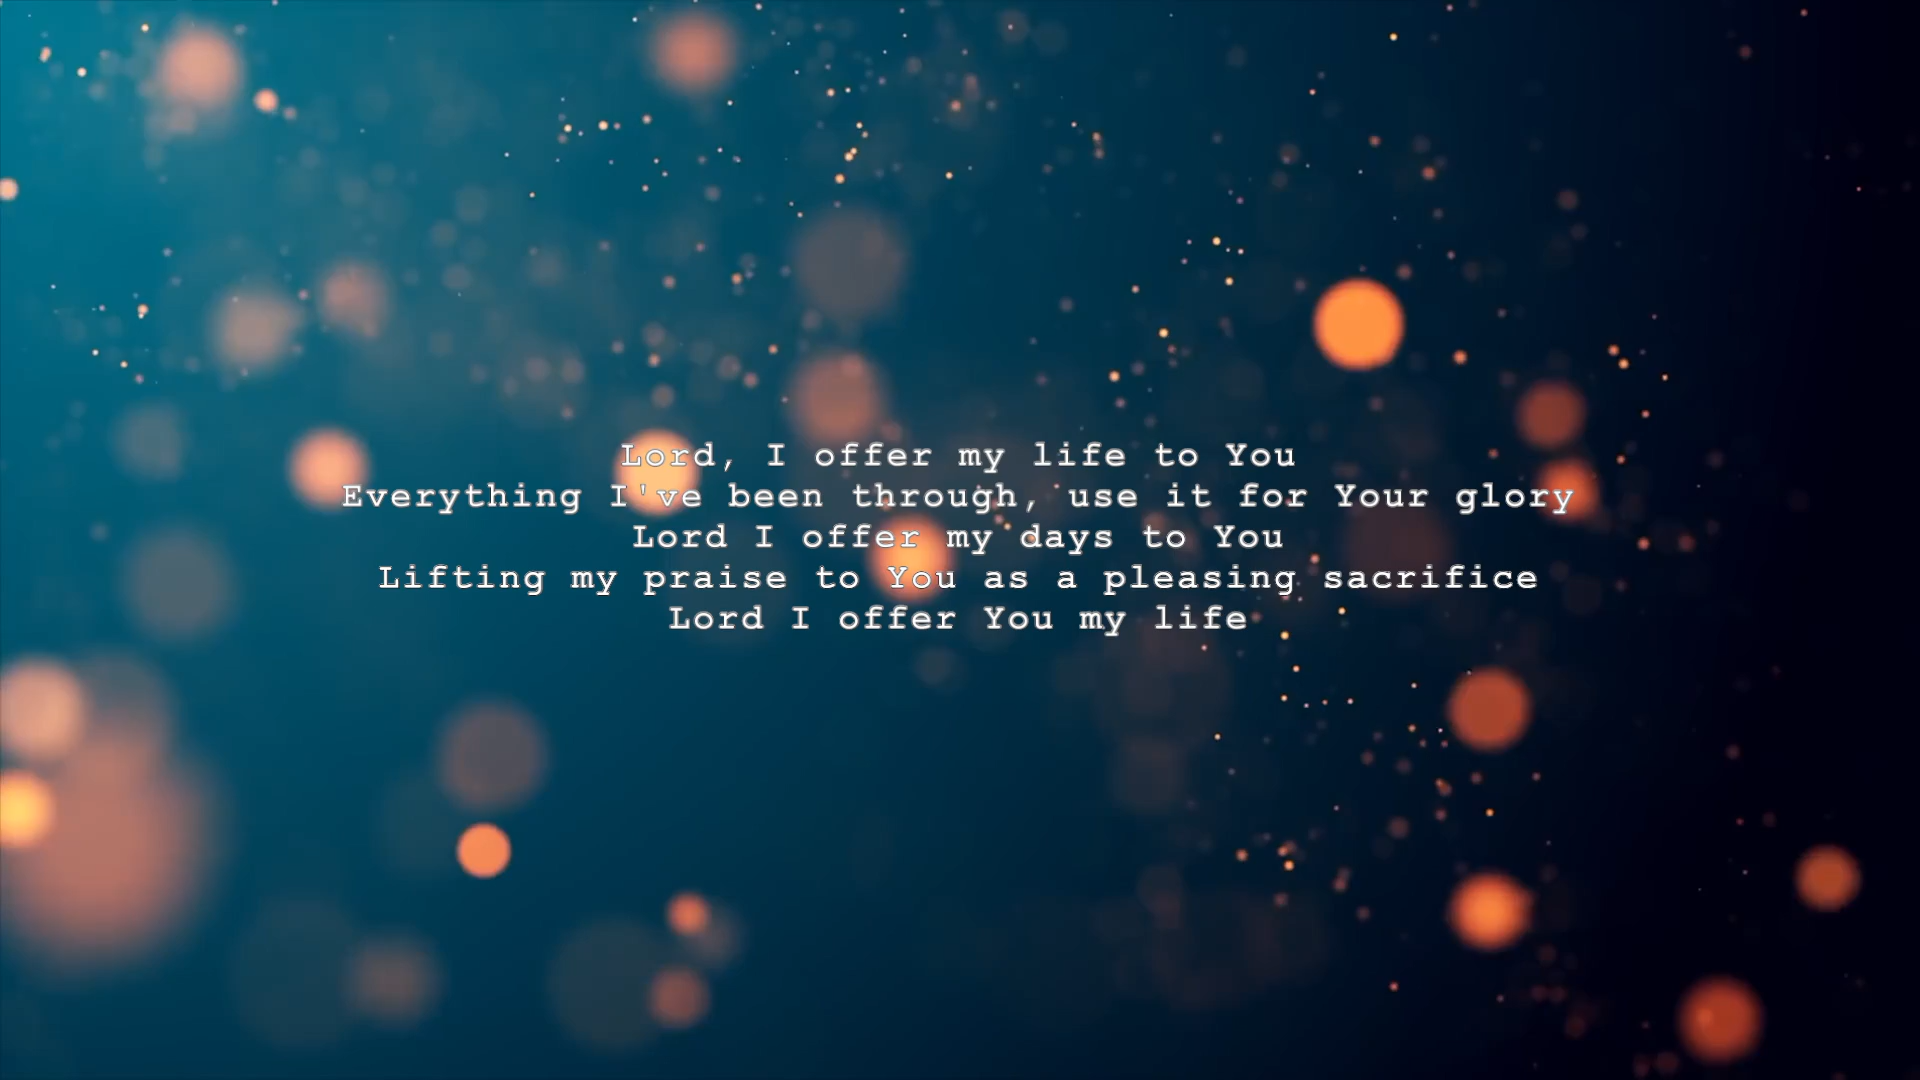 Lord, I offer my life to You
Everything I've been through, use it for Your glory
Lord I offer my days to You
Lifting my praise to You as a pleasing sacrifice
Lord I offer You my life